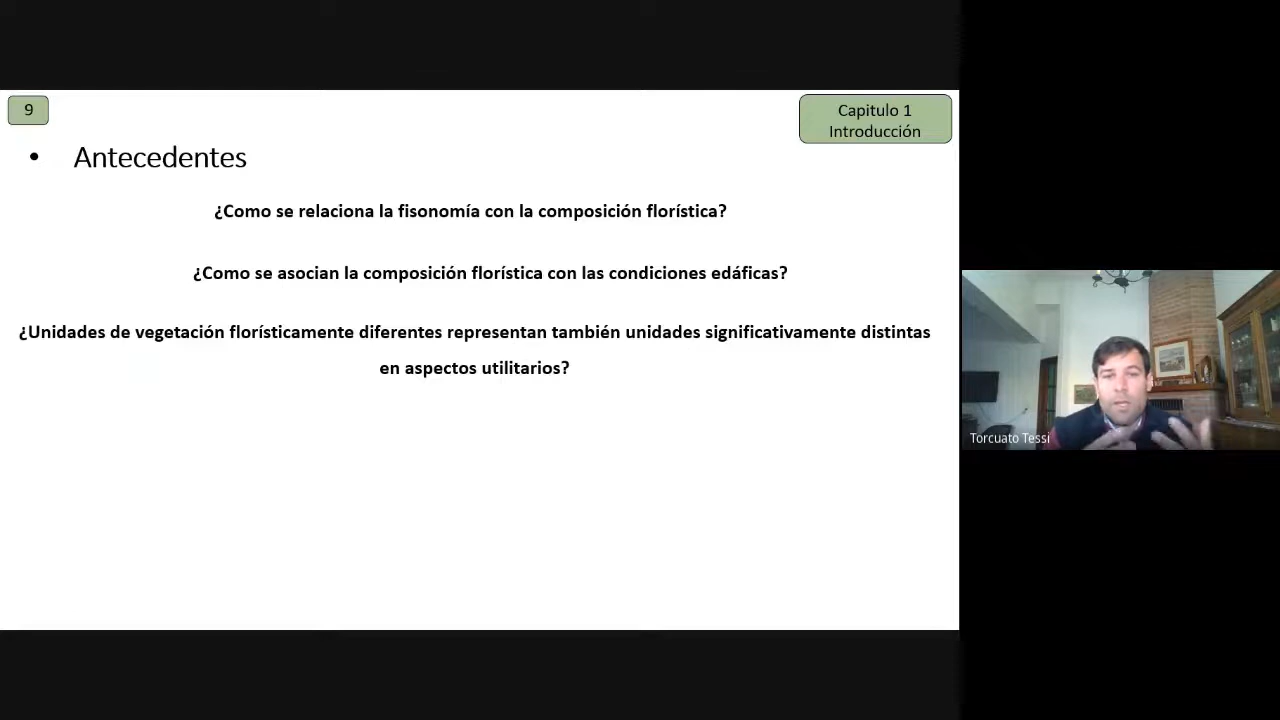 9
Capitulo 1
Introducción
• Antecedentes
¿Como se relaciona la fisonomía con la composición florística?
¿Como se asocian la composición florística con las condiciones edáficas?
¿Unidades de vegetación florísticamente diferentes representan también unidades significativamente distintas
en aspectos utilitarios?
Torcuato Tessi